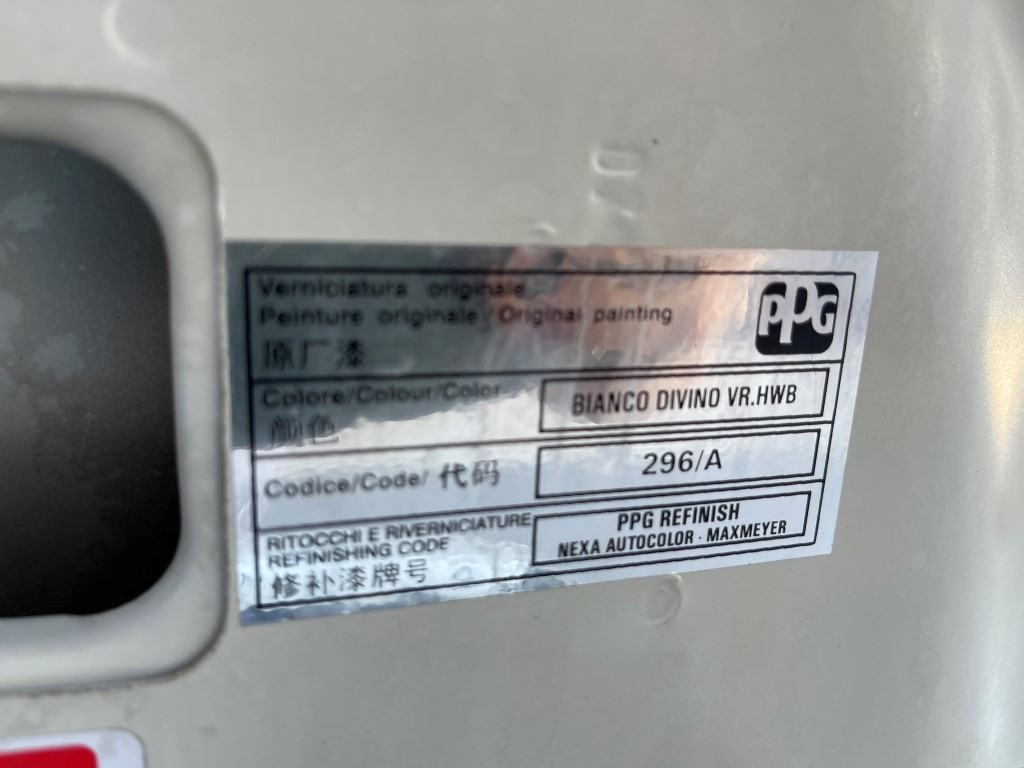 Verniciatura originale
Peinture originale/Original painting
原厂漆
PPG
Colore/Colour/Color
颜色
BIANCO DIVINO VR.HWB
Codice/Code/ 代码
296/A
RITOCCHI E RIVERNICIATURE
REFINISHING CODE
修补漆牌号
PPG REFINISH
NEXA AUTOCOLOR · MAXMEYER